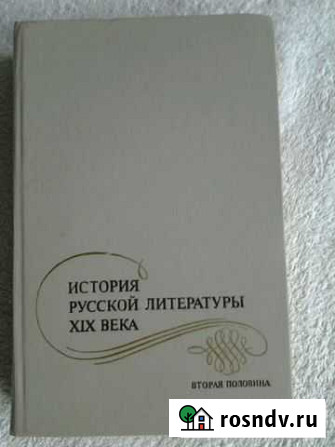 ИСТОРИЯ
РУССКОЙ ЛИТЕРАТУРЫ
XIX ВЕКА
ВТОРАЯ ПОЛОВИНА
rosndv.ru